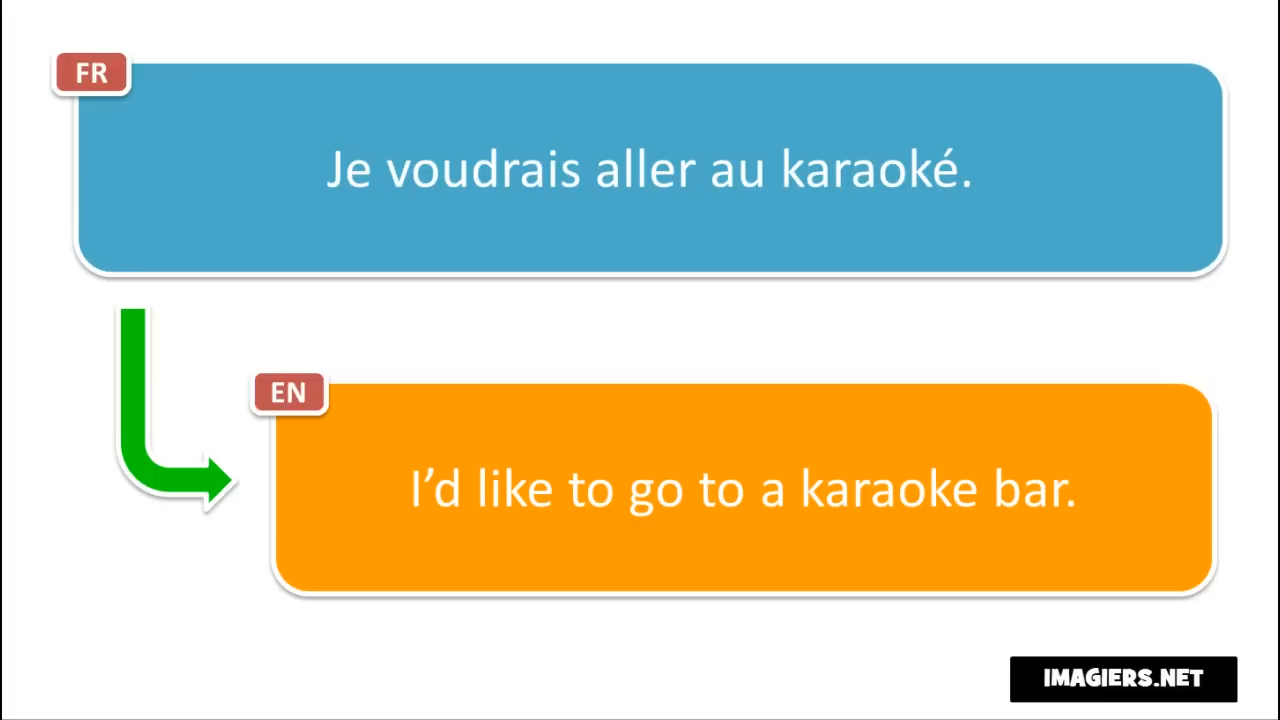 FR
Je voudrais aller au karaoké.
EN
I’d like to go to a karaoke bar.
IMAGIERS.NET